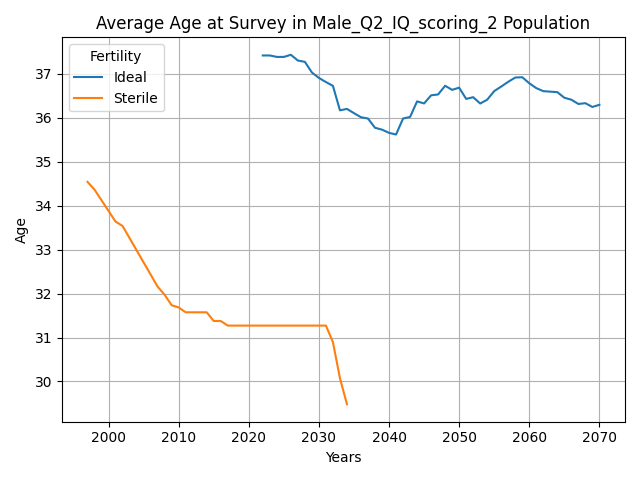 Average Age at Survey in Male_Q2_IQ_scoring_2 Population
Fertility
Ideal
Sterile
Age
37
36
35
34
33
32
31
30
2000
2010
2020
2030
2040
2050
2060
2070
Years